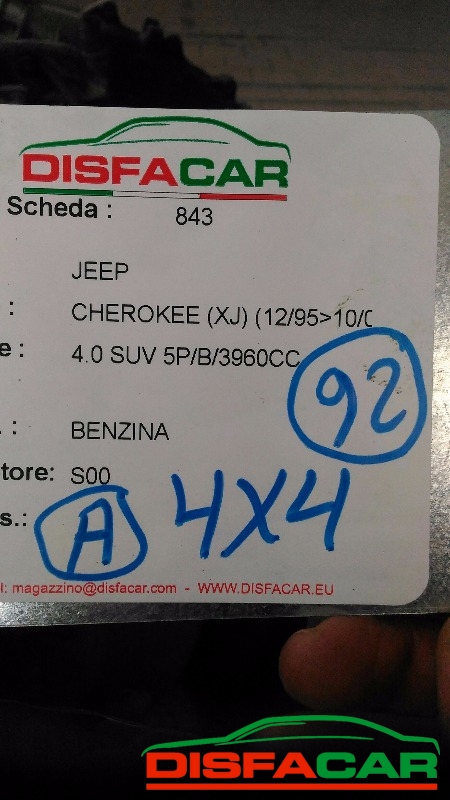 DISFACAR
Scheda : 843
JEEP
: CHEROKEE (XJ) (12/95>10/0
e : 4.0 SUV 5P/B/3960CC
92
. : BENZINA
tore: S00
s.: A 4X4
l: magazzino@disfacar.com - WWW.DISFACAR.EU
DISFACAR